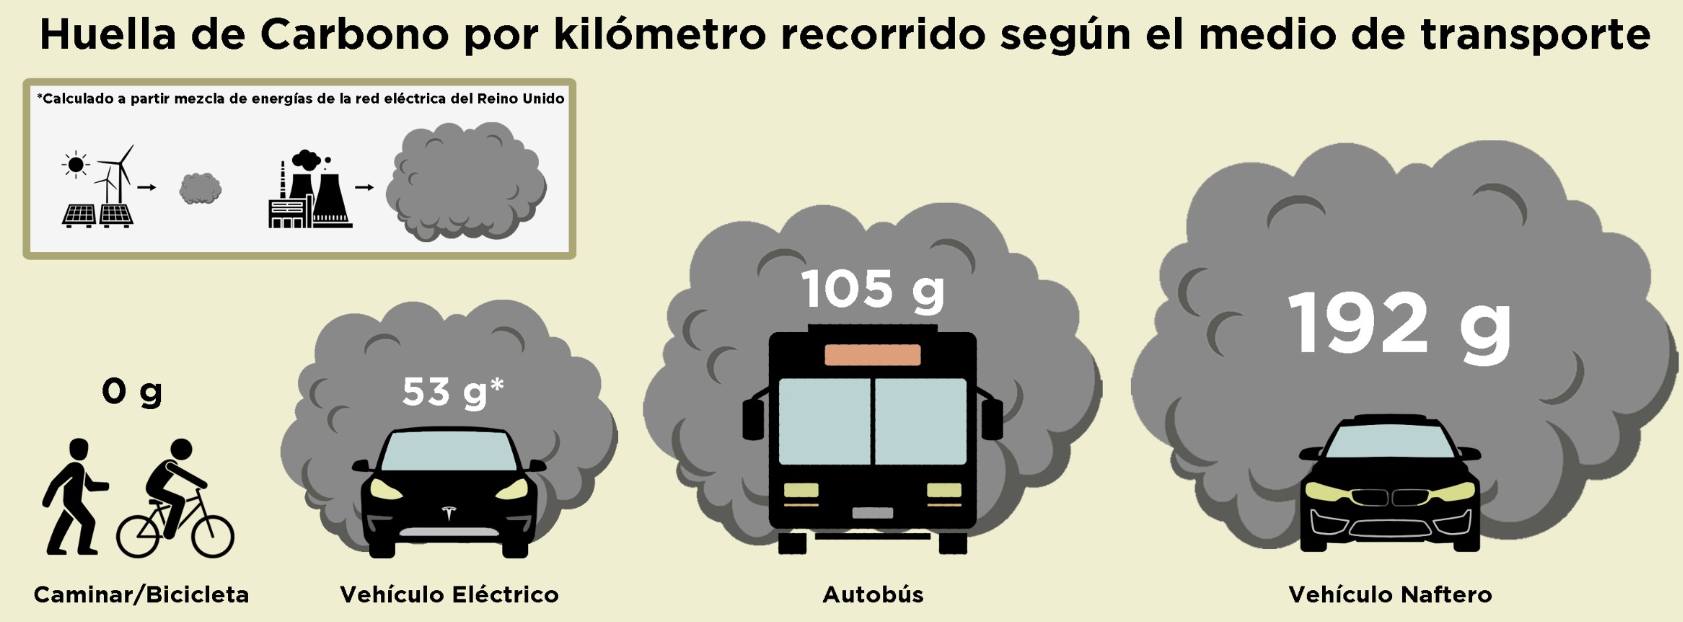 Huella de Carbono por kilómetro recorrido según el medio de transporte
*Calculado a partir mezcla de energías de la red eléctrica del Reino Unido
0 g
53 g*
105 g
192 g
Caminar/Bicicleta
Vehículo Eléctrico
Autobús
Vehículo Naftero